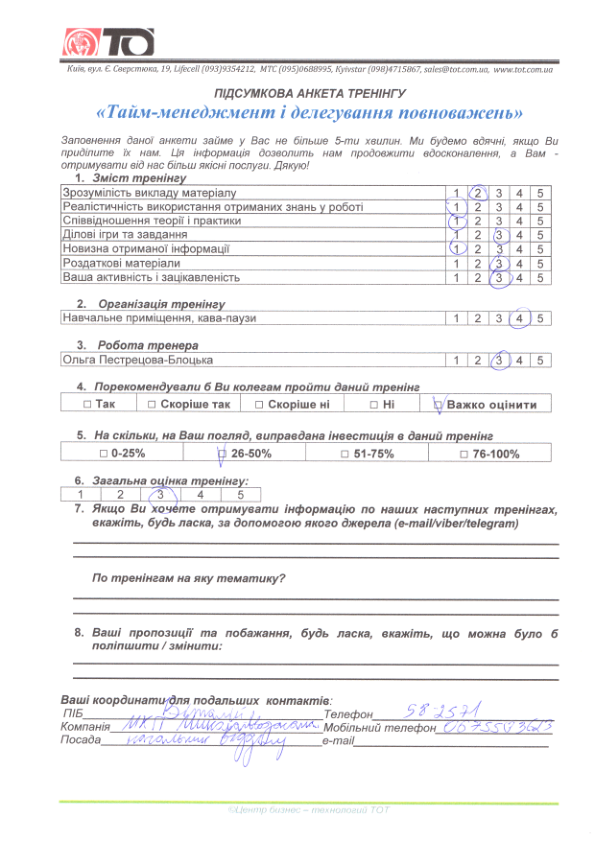 ТОТ
Київ, вул. Є. Сверстюка, 19, Lifecell (093)9354212, МТС (095)0688995, Kyivstar (098)4715867, sales@tot.com.ua, www.tot.com.ua
ПІДСУМКОВА АНКЕТА ТРЕНІНГУ
«Тайм-менеджмент і делегування повноважень»
Заповнення даної анкети займе у Вас не більше 5-ти хвилин. Ми будемо вдячні, якщо Ви
приділите їх нам. Ця інформація дозволить нам продовжити вдосконалення, а Вам -
отримувати від нас більш якісні послуги. Дякую!
1. Зміст тренінгу
Зрозумілість викладу матеріалу 1 2 3 4 5
Реалістичність використання отриманих знань у роботі 1 2 3 4 5
Співвідношення теорії і практики 1 2 3 4 5
Ділові ігри та завдання 1 2 3 4 5
Новизна отриманої інформації 1 2 3 4 5
Роздаткові матеріали 1 2 3 4 5
Ваша активність і зацікавленість 1 2 3 4 5
2. Організація тренінгу
Навчальне приміщення, кава-паузи 1 2 3 4 5
3. Робота тренера
Ольга Пестрецова-Блоцька 1 2 3 4 5
4. Порекомендували б Ви колегам пройти даний тренінг
□ Так □ Скоріше так □ Скоріше ні □ Ні □ Важко оцінити
5. На скільки, на Ваш погляд, виправдана інвестиція в даний тренінг
□ 0-25% □ 26-50% □ 51-75% □ 76-100%
6. Загальна оцінка тренінгу:
1 2 3 4 5
7. Якщо Ви хочете отримувати інформацію по наших наступних тренінгах,
вкажіть, будь ласка, за допомогою якого джерела (e-mail/viber/telegram)
По тренінгам на яку тематику?
8. Ваші пропозиції та побажання, будь ласка, вкажіть, що можна було б
поліпшити / змінити:
Ваші координати для подальших контактів:
ПІБ Телефон 58-2571
Компанія МКП Мобільний телефон
Посада начальник відділу e-mail
©Центр бизнес – технологий ТОТ